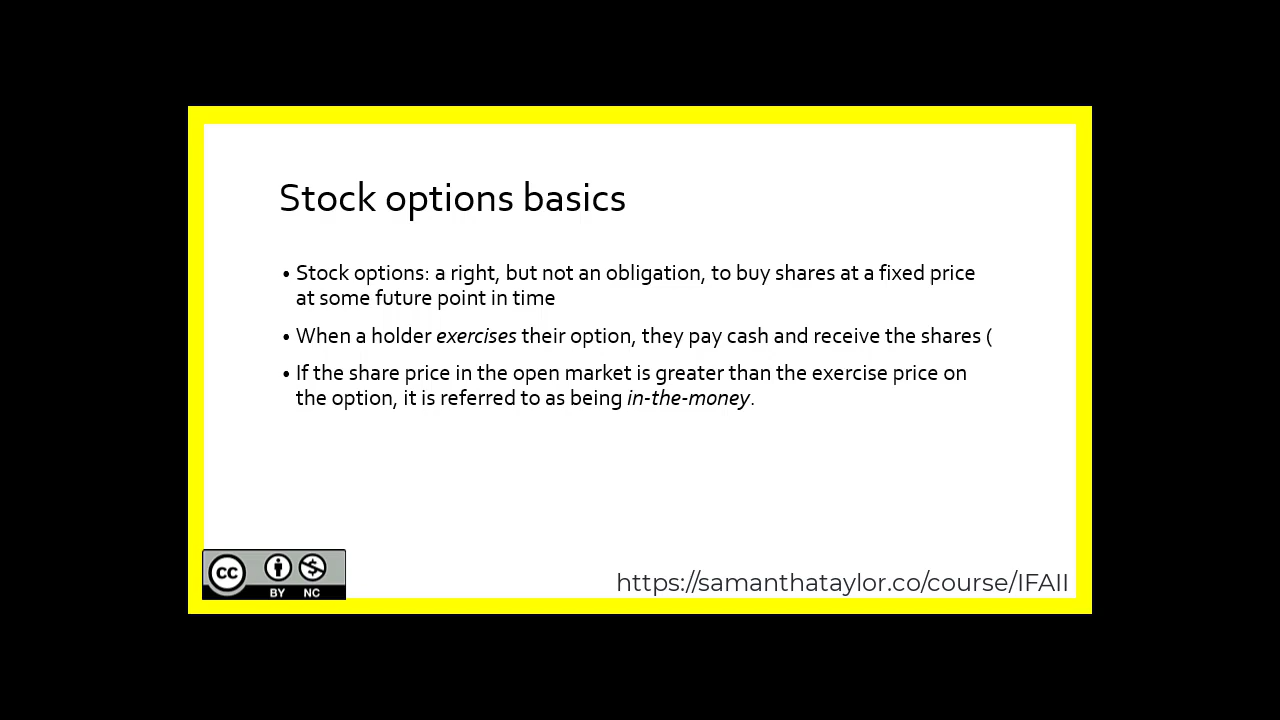 Stock options basics
• Stock options: a right, but not an obligation, to buy shares at a fixed price
at some future point in time
• When a holder exercises their option, they pay cash and receive the shares (
• If the share price in the open market is greater than the exercise price on
the option, it is referred to as being in-the-money.
cc
BY NC
https://samanthataylor.co/course/IFAII